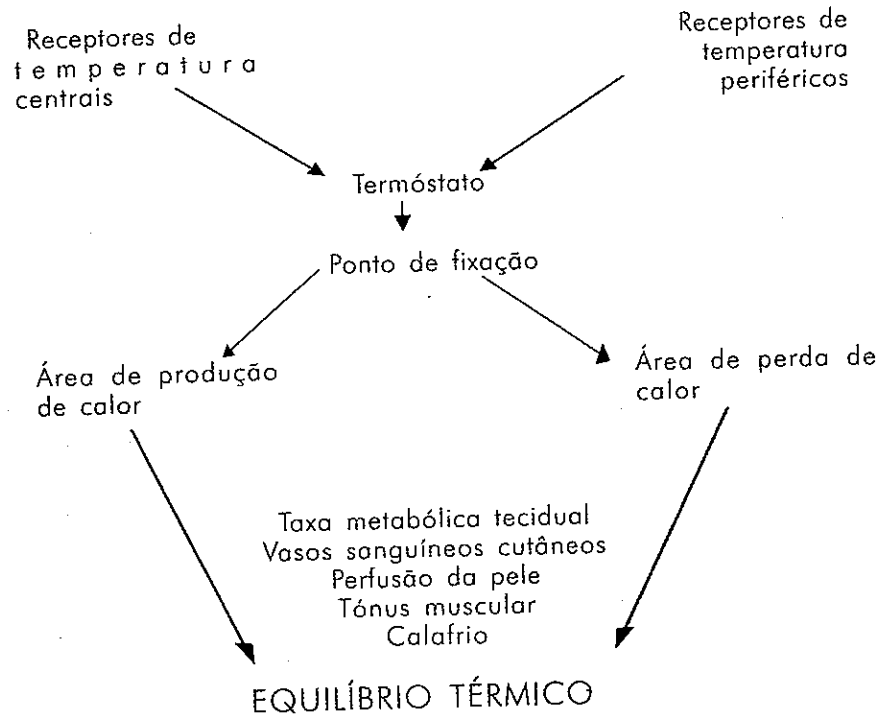 Receptores de
temperatura
centrais
Receptores de
temperatura
periféricos
Termóstato
Ponto de fixação
Área de produção
de calor
Área de perda de
calor
Taxa metabólica tecidual
Vasos sanguíneos cutâneos
Perfusão da pele
Tónus muscular
Calafrio
EQUILÍBRIO TÉRMICO